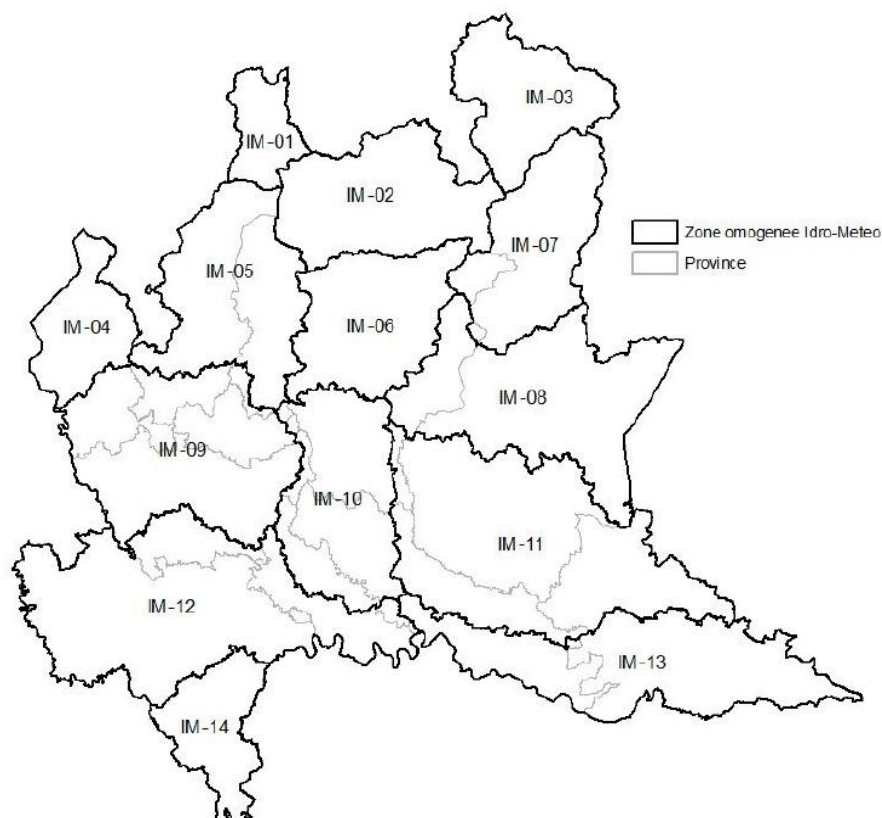 IM-03
IM-01
IM-02
Zone omogenee Idro-Meteo
IM-07
Province
IM-05
IM-04
IM-06
IM-08
IM-09
IM-10
IM-11
IM-12
IM-13
IM-14